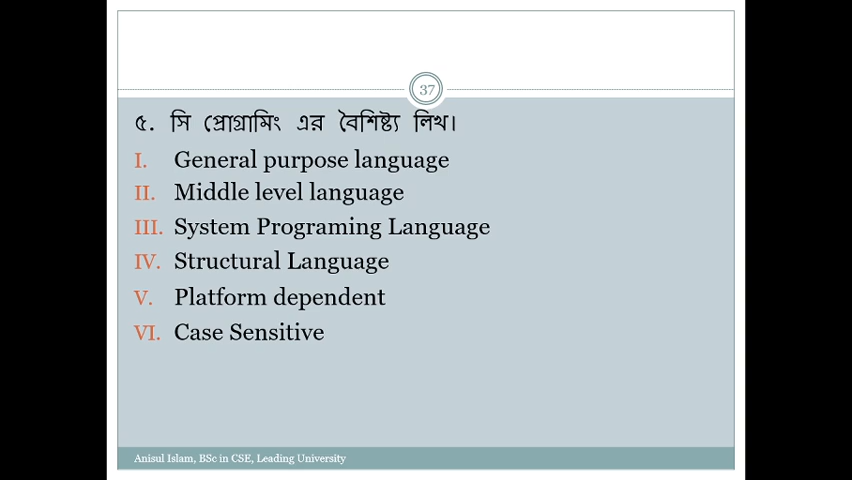 37
৫. সি প্রোগ্রামিং এর বৈশিষ্ট্য লিখ।
I. General purpose language
II. Middle level language
III. System Programing Language
IV. Structural Language
V. Platform dependent
VI. Case Sensitive
Anisul Islam, BSc in CSE, Leading University